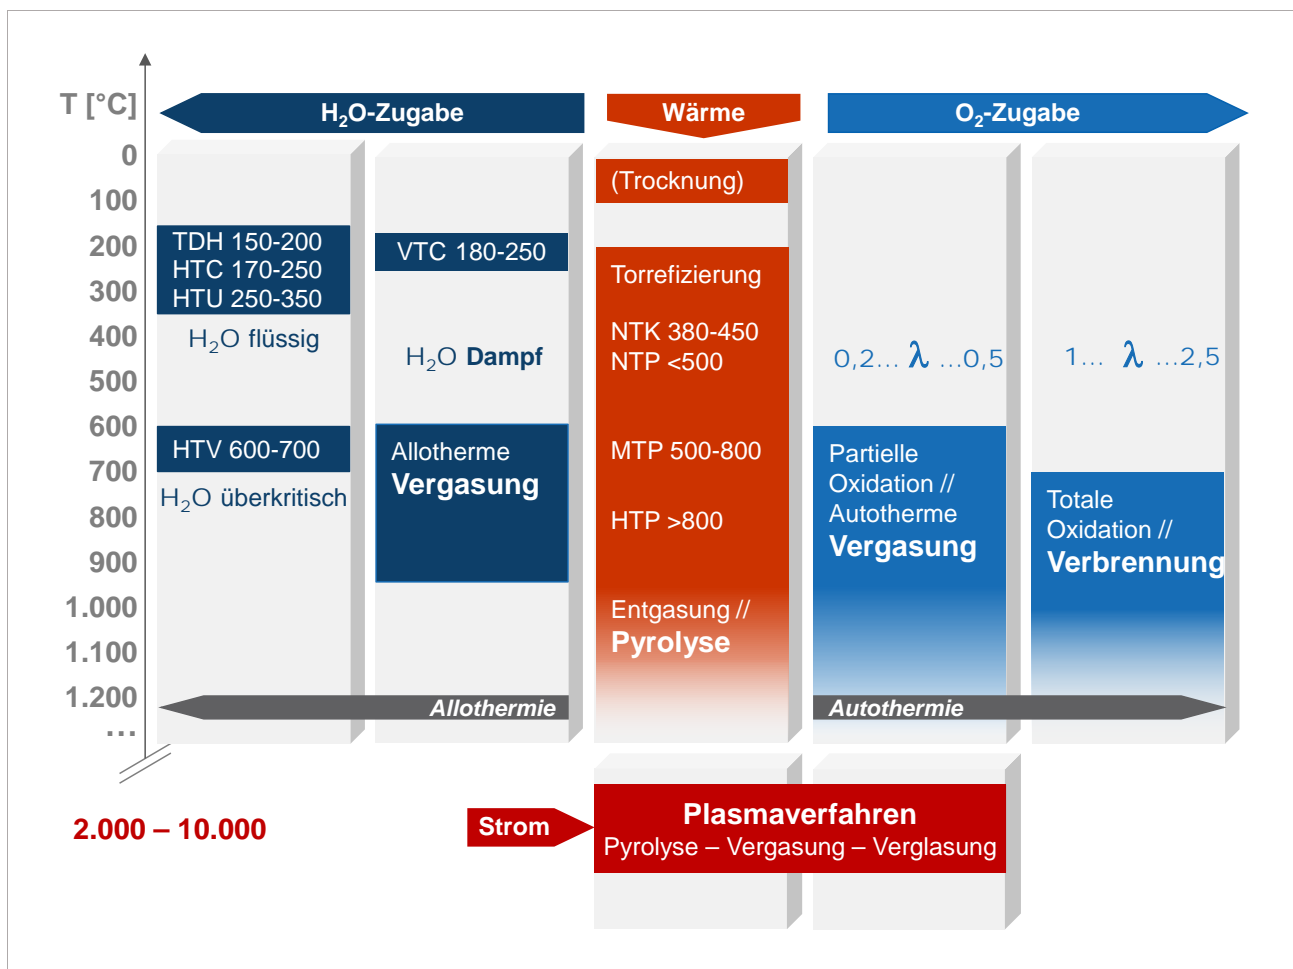 T [°C]
H₂O-Zugabe
Wärme
O₂-Zugabe
0
100
200
300
400
500
600
700
800
900
1.000
1.100
1.200
...
TDH 150-200
HTC 170-250
HTU 250-350
H₂O flüssig
HTV 600-700
H₂O überkritisch
VTC 180-250
H₂O Dampf
Allotherme
Vergasung
(Trocknung)
Torrefizierung
NTK 380-450
NTP <500
MTP 500-800
HTP >800
Entgasung //
Pyrolyse
0,2... λ ...0,5
Partielle
Oxidation //
Autotherme
Vergasung
1... λ ...2,5
Totale
Oxidation //
Verbrennung
Allothermie
Autothermie
2.000 – 10.000
Strom
Plasmaverfahren
Pyrolyse – Vergasung – Verglasung